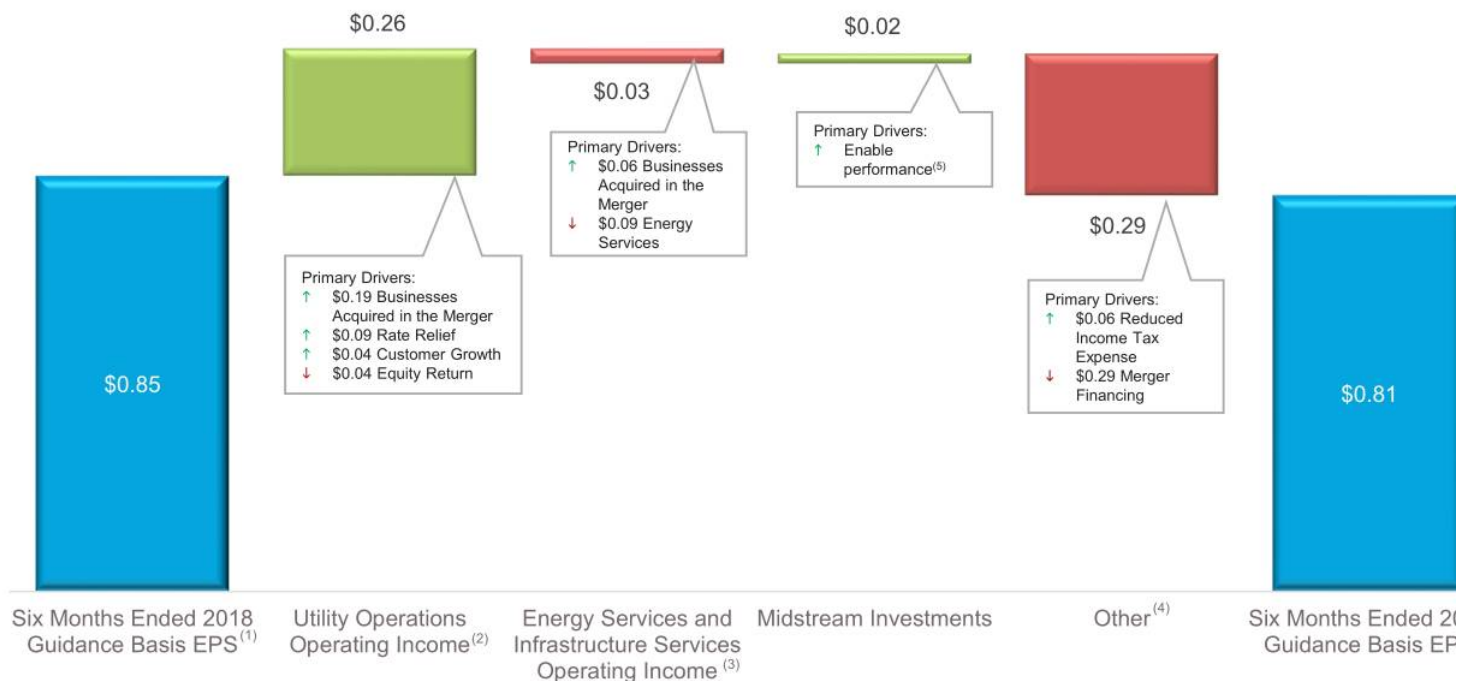 $0.26
$0.03
$0.02
$0.29
Primary Drivers:
↑ $0.19 Businesses
Acquired in the Merger
↑ $0.09 Rate Relief
↑ $0.04 Customer Growth
↓ $0.04 Equity Return
Primary Drivers:
↑ $0.06 Businesses
Acquired in the
Merger
↓ $0.09 Energy
Services
Primary Drivers:
↑ Enable
performance(5)
Primary Drivers:
↑ $0.06 Reduced
Income Tax
Expense
↓ $0.29 Merger
Financing
$0.85
$0.81
Six Months Ended 2018
Guidance Basis EPS(1)
Utility Operations
Operating Income(2)
Energy Services and
Infrastructure Services
Operating Income (3)
Midstream Investments
Other(4)
Six Months Ended
Guidance Basis